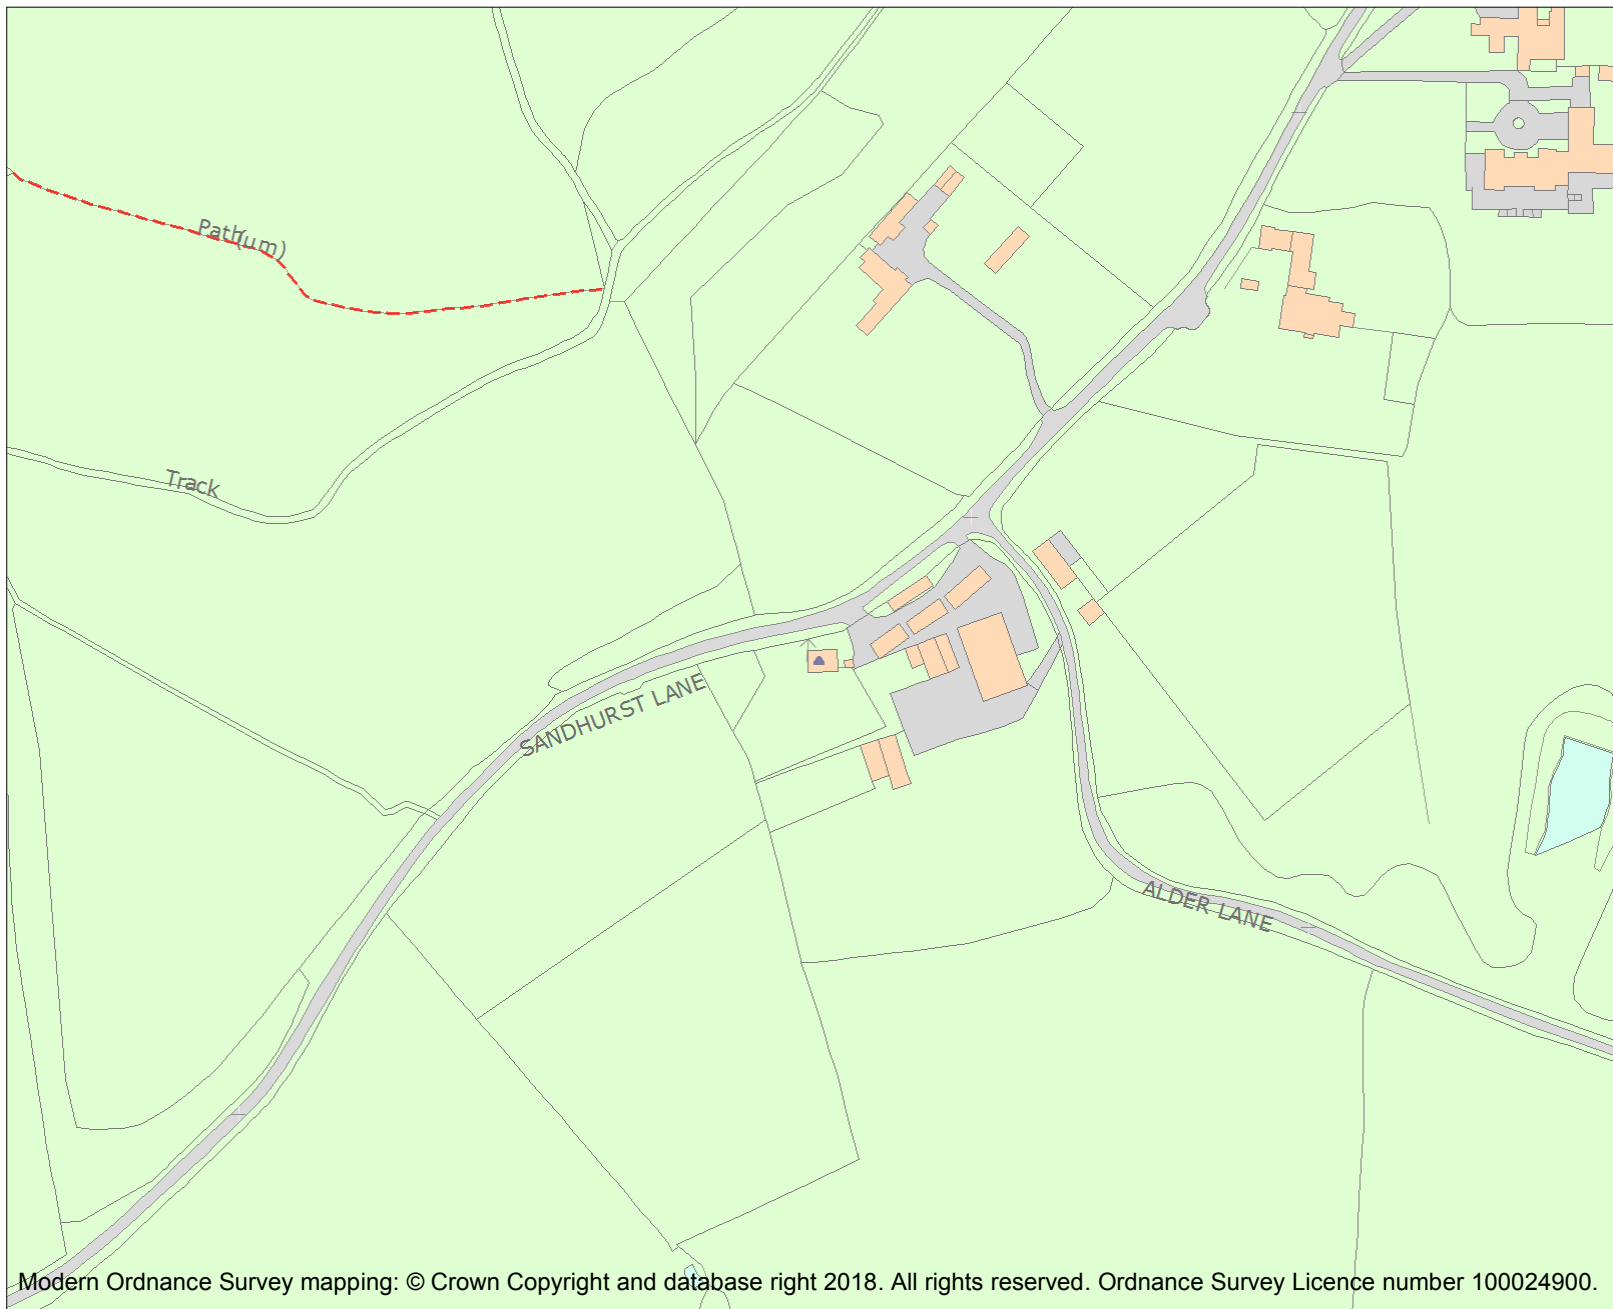 Path (um)
Track
SANDHURST LANE
ALDER LANE
Modern Ordnance Survey mapping: © Crown Copyright and database right 2018. All rights reserved. Ordnance Survey Licence number 100024900.